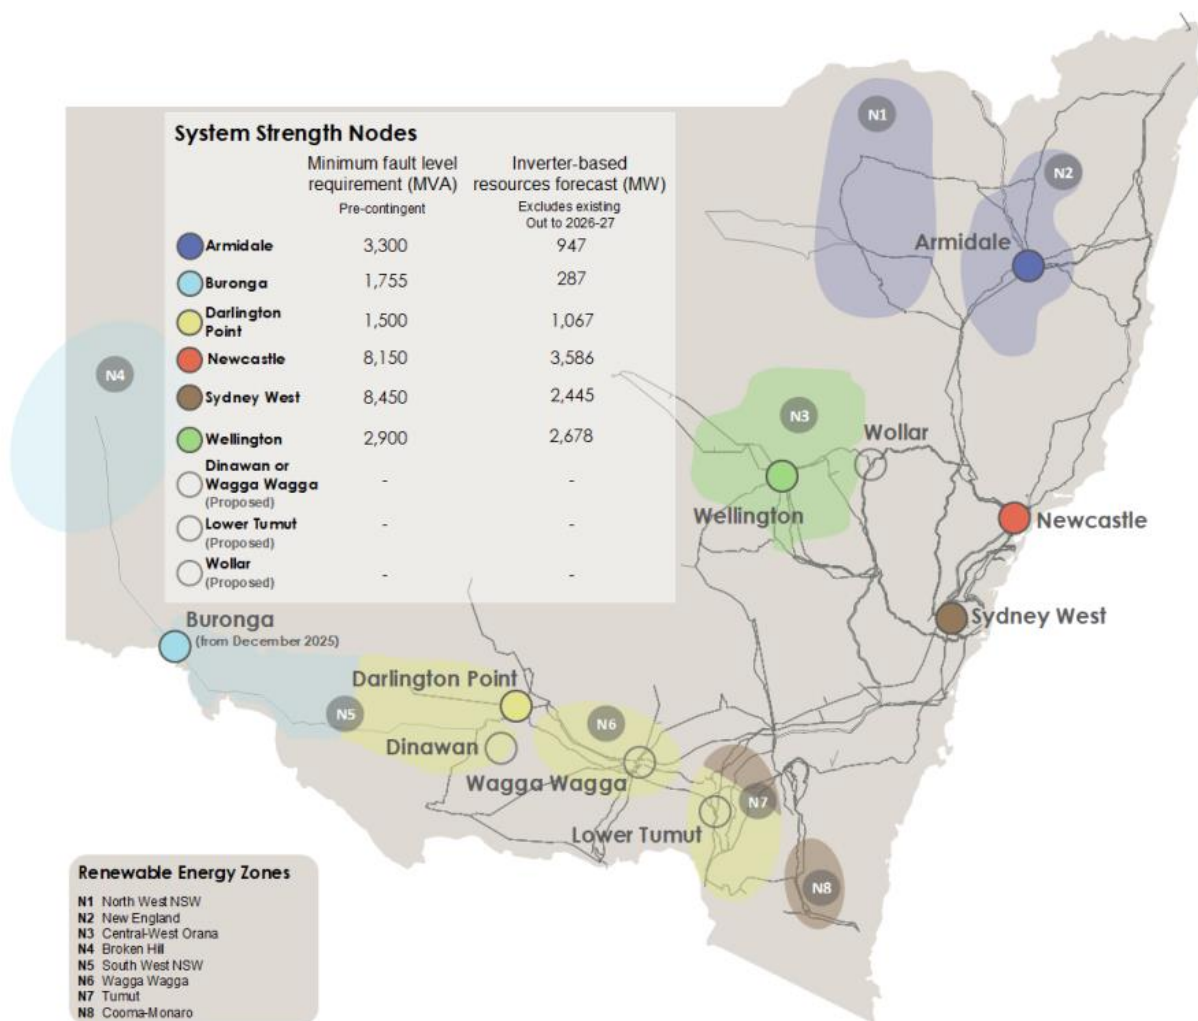 System Strength Nodes
Minimum fault level
requirement (MVA)
Pre-contingent
Inverter-based
resources forecast (MW)
Excludes existing
Out to 2026-27
Armidale 3,300 947
Buronga 1,755 287
Darlington
Point 1,500 1,067
Newcastle 8,150 3,586
Sydney West 8,450 2,445
Wellington 2,900 2,678
Dinawan or
Wagga Wagga
(Proposed) - -
Lower Tumut
(Proposed) - -
Wollar
(Proposed) - -
N1
N2
Armidale
N4
N3
Wollar
Wellington
Newcastle
Sydney West
Buronga
(from December 2025)
Darlington Point
N5
N6
Dinawan
Wagga Wagga
N7
Lower Tumut
N8
Renewable Energy Zones
N1 North West NSW
N2 New England
N3 Central-West Orana
N4 Broken Hill
N5 South West NSW
N6 Wagga Wagga
N7 Tumut
N8 Cooma-Monaro